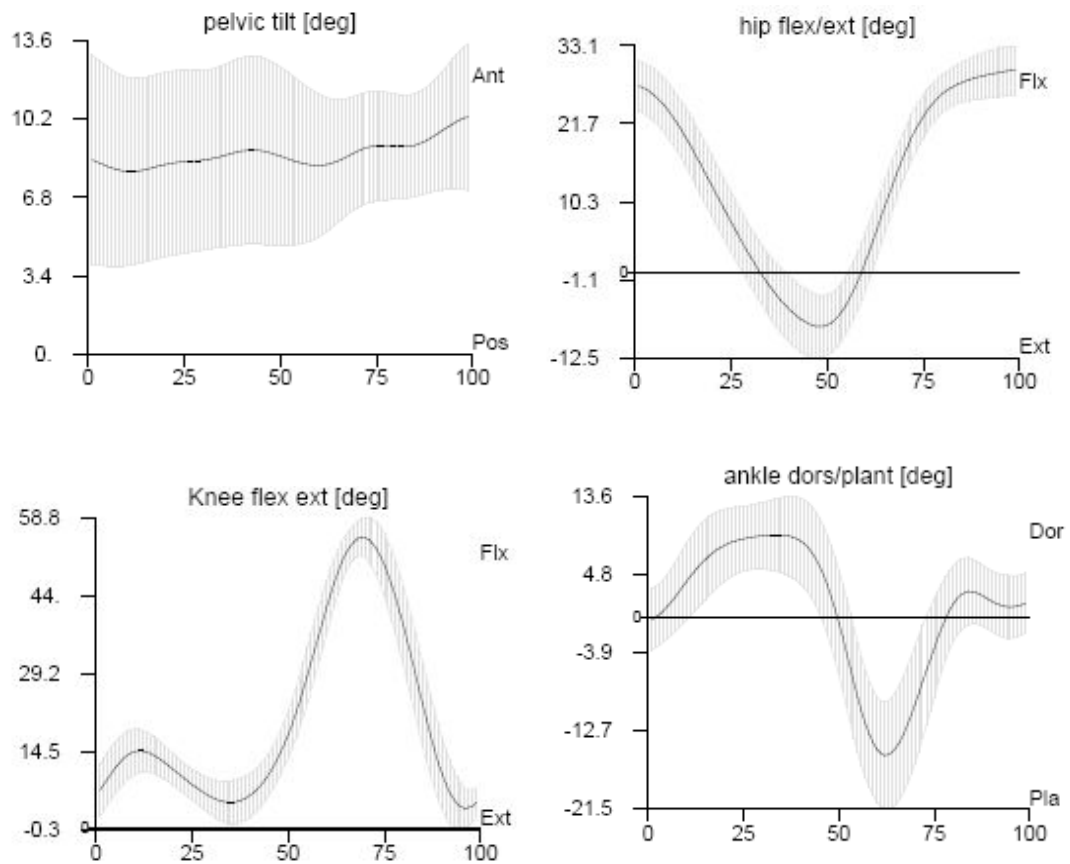 pelvic tilt [deg]
13.6
Ant
10.2
6.8
3.4
0.
Pos
0 25 50 75 100
hip flex/ext [deg]
33.1
Flx
21.7
10.3
0
-1.1
Ext
-12.5
0 25 50 75 100
Knee flex ext [deg]
58.8
Flx
44.
29.2
14.5
Ext
-0.3 0
0 25 50 75 100
ankle dors/plant [deg]
13.6
Dor
4.8
0
-3.9
-12.7
Pla
-21.5
0 25 50 75 100